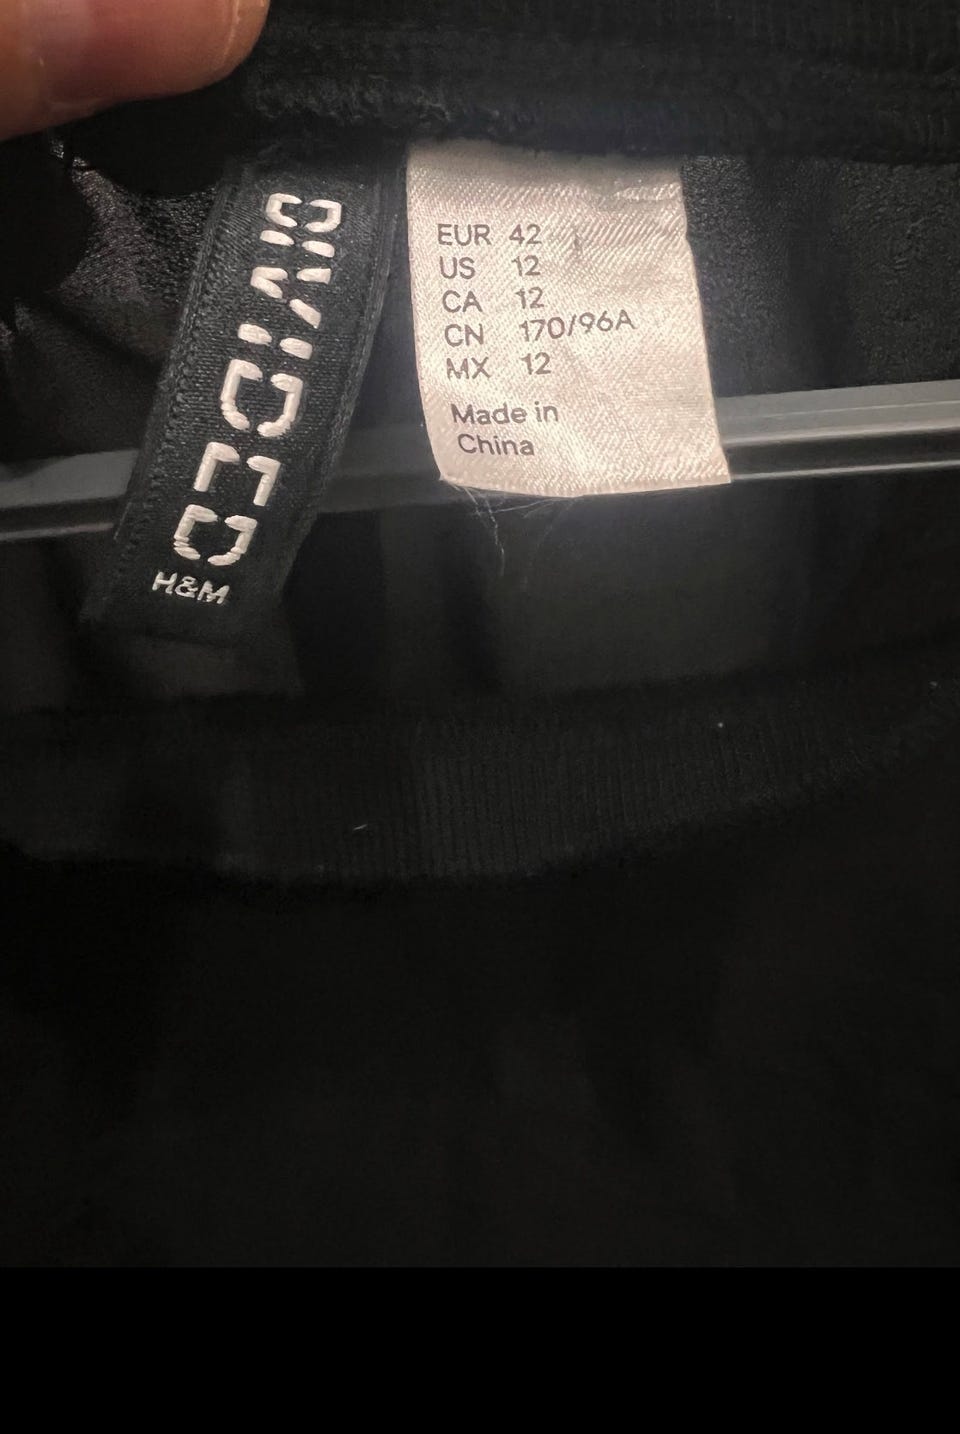 DIVIDED
H&M
EUR 42
US 12
CA 12
CN 170/96A
MX 12
Made in
China